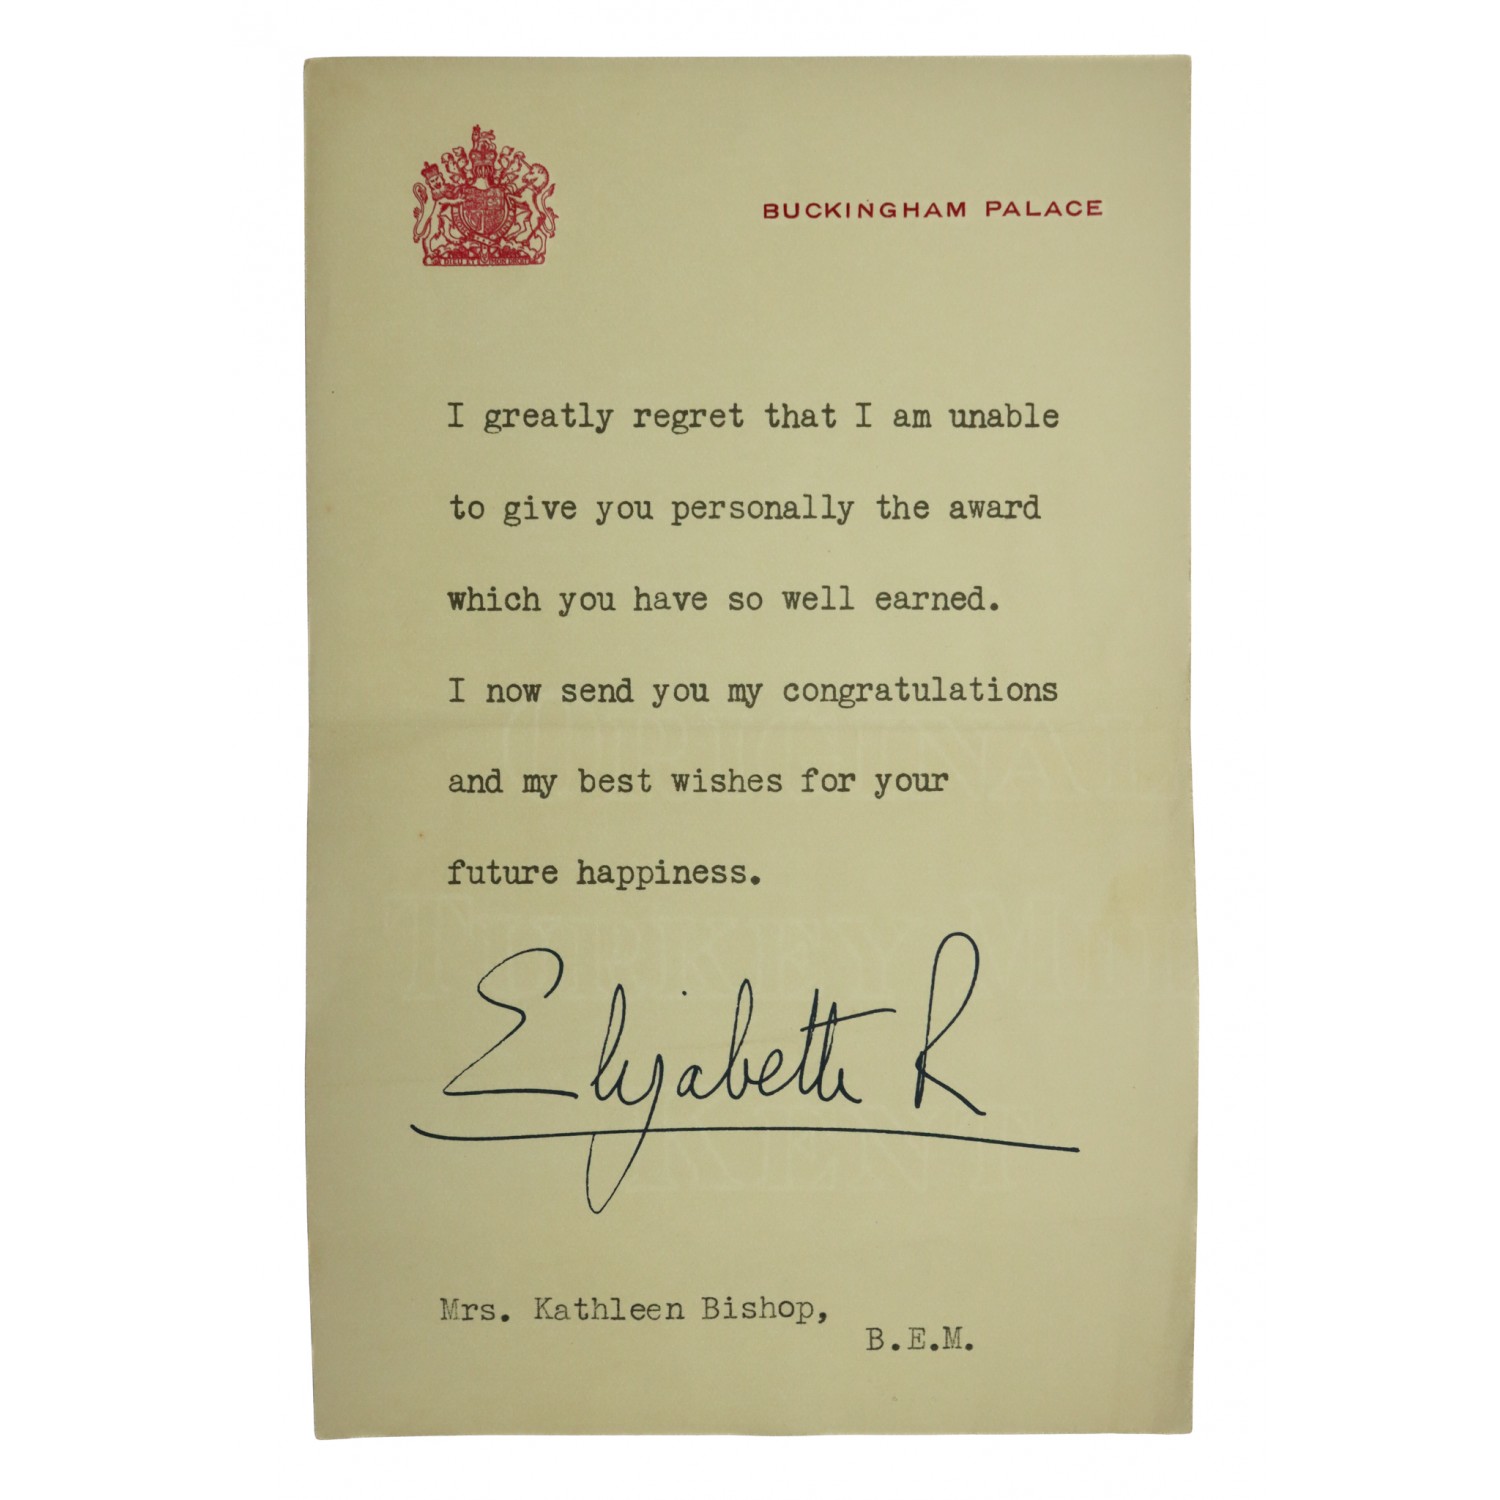 BUCKINGHAM PALACE
I greatly regret that I am unable
to give you personally the award
which you have so well earned.
I now send you my congratulations
and my best wishes for your
future happiness.
Elizabeth R
Mrs. Kathleen Bishop,
B.E.M.